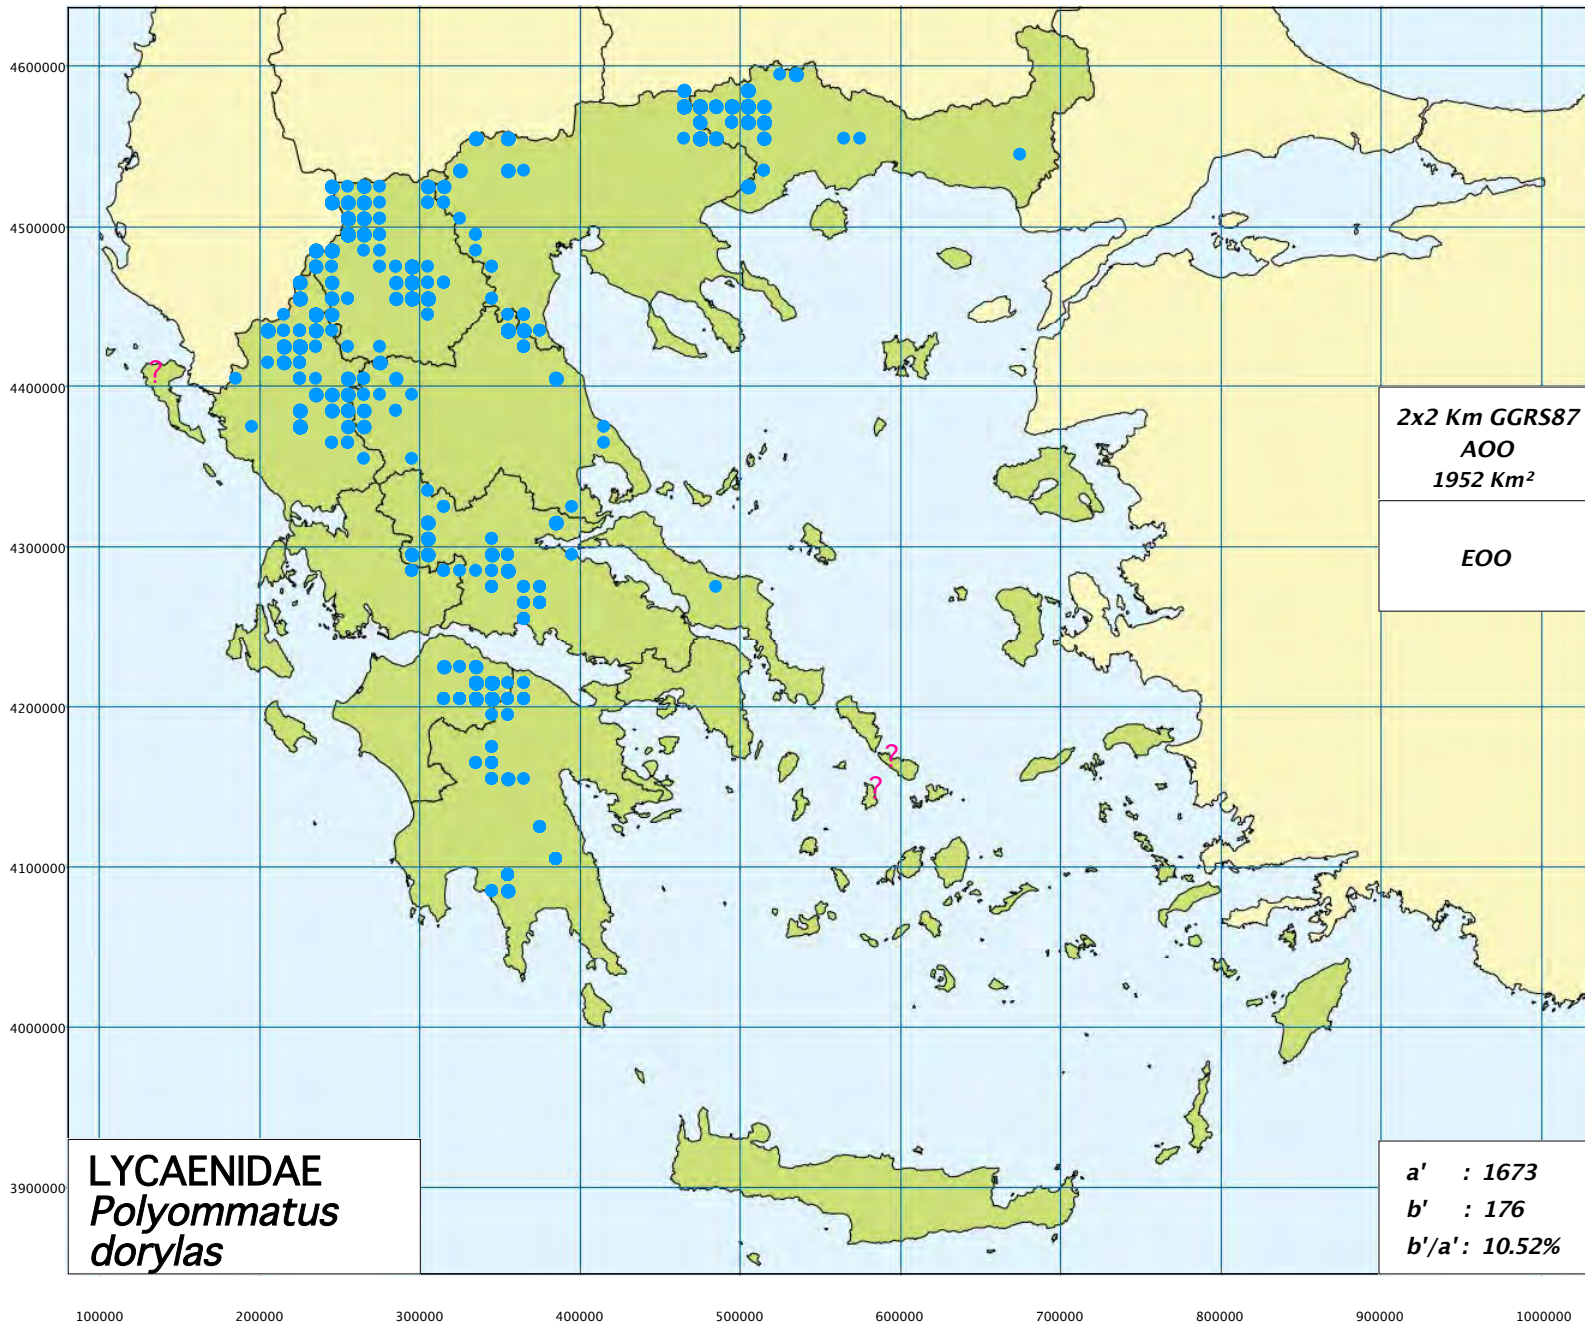 4600000
4500000
4400000
?
2x2 Km GGRS87
AOO
1952 Km²
4300000
EOO
4200000
?
?
4100000
4000000
3900000
LYCAENIDAE
Polyommatus
dorylas
a' : 1673
b' : 176
b'/a' : 10.52%
100000 200000 300000 400000 500000 600000 700000 800000 900000 1000000